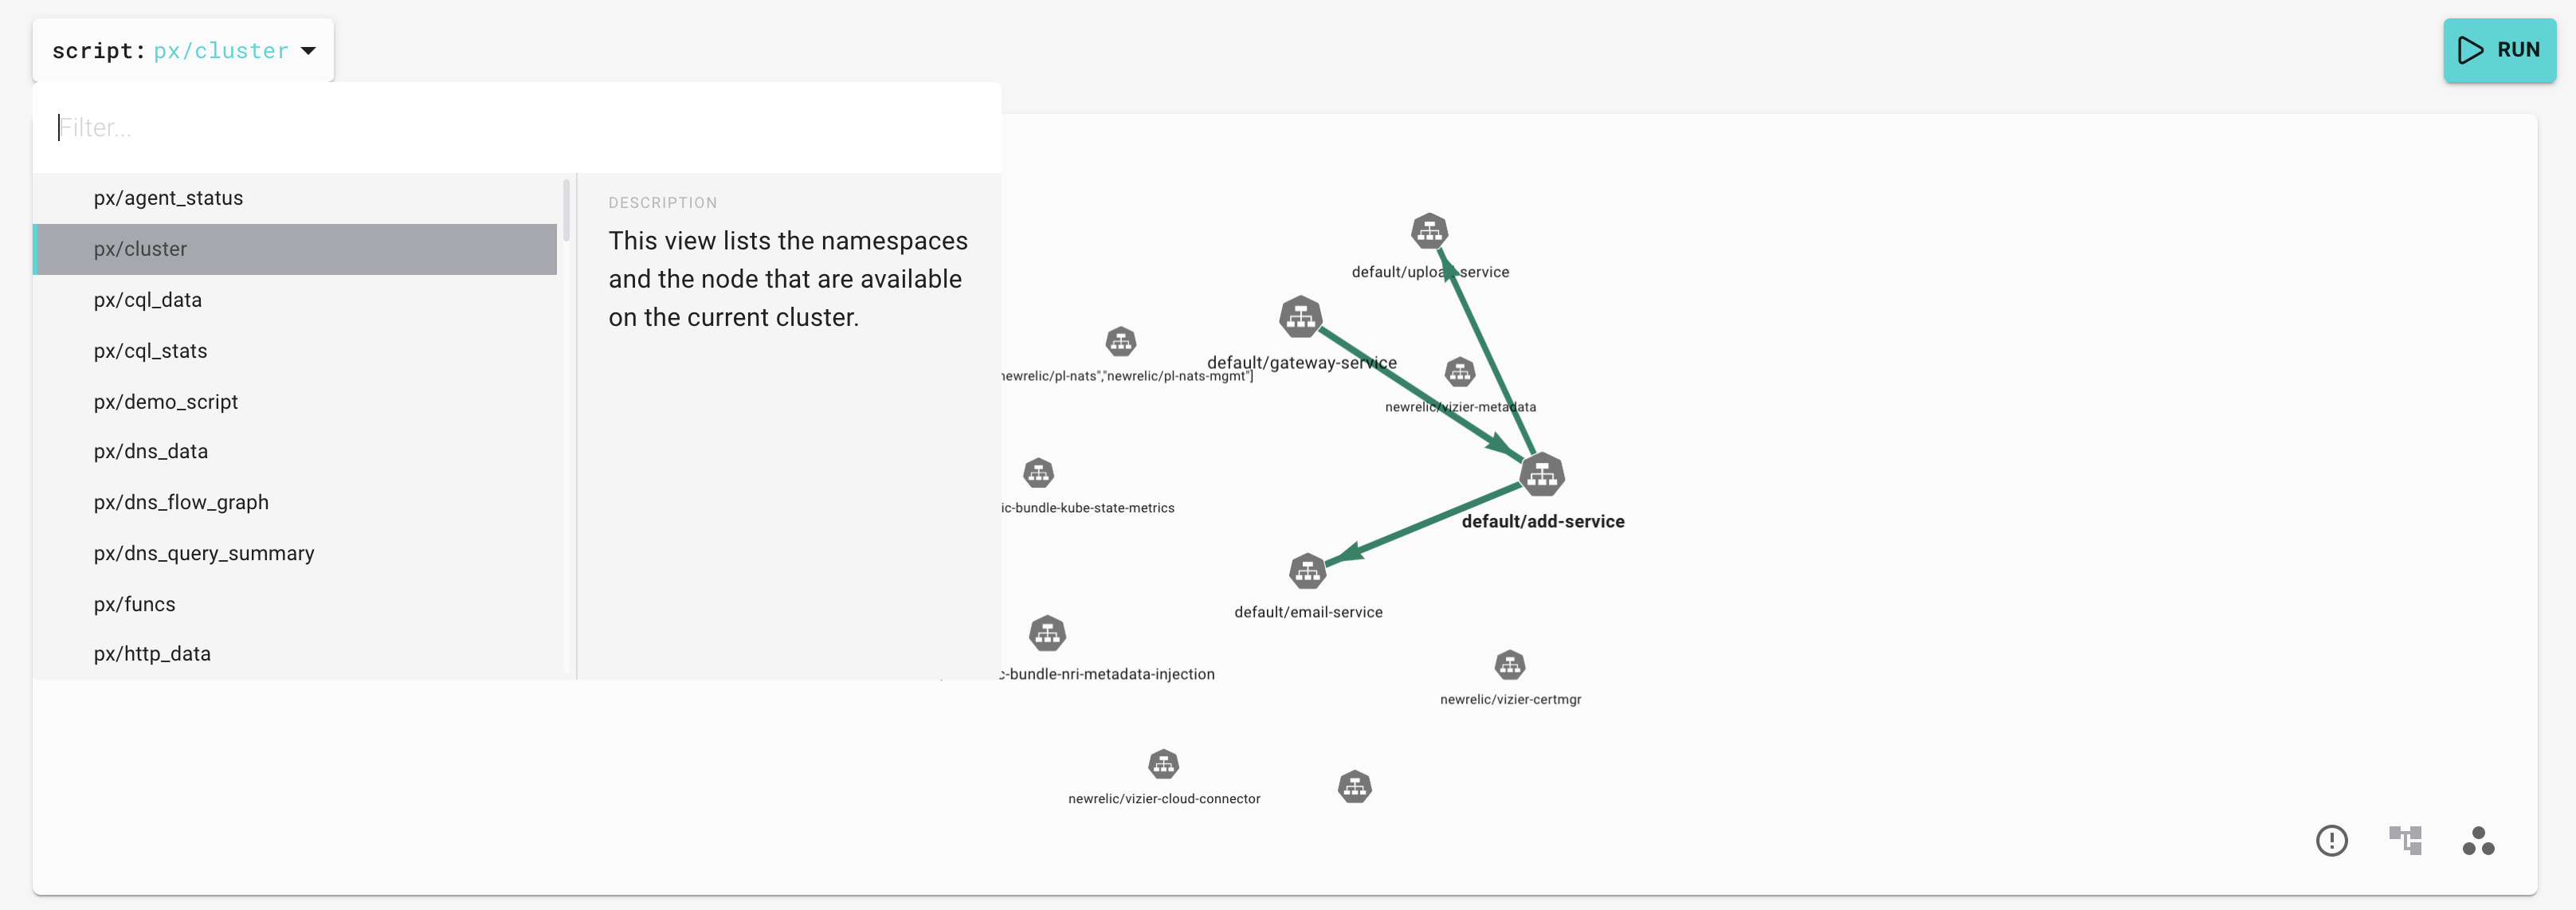 script: px/cluster
RUN
Filter...
px/agent_status
px/cluster
px/cql_data
px/cql_stats
px/demo_script
px/dns_data
px/dns_flow_graph
px/dns_query_summary
px/funcs
px/http_data
DESCRIPTION
This view lists the namespaces
and the node that are available
on the current cluster.
default/upload-service
default/gateway-service
newrelic/pl-nats","newrelic/pl-nats-mgmt"]
newrelic/vizier-metadata
ic-bundle-kube-state-metrics
default/add-service
default/email-service
c-bundle-nri-metadata-injection
newrelic/vizier-certmgr
newrelic/vizier-cloud-connector